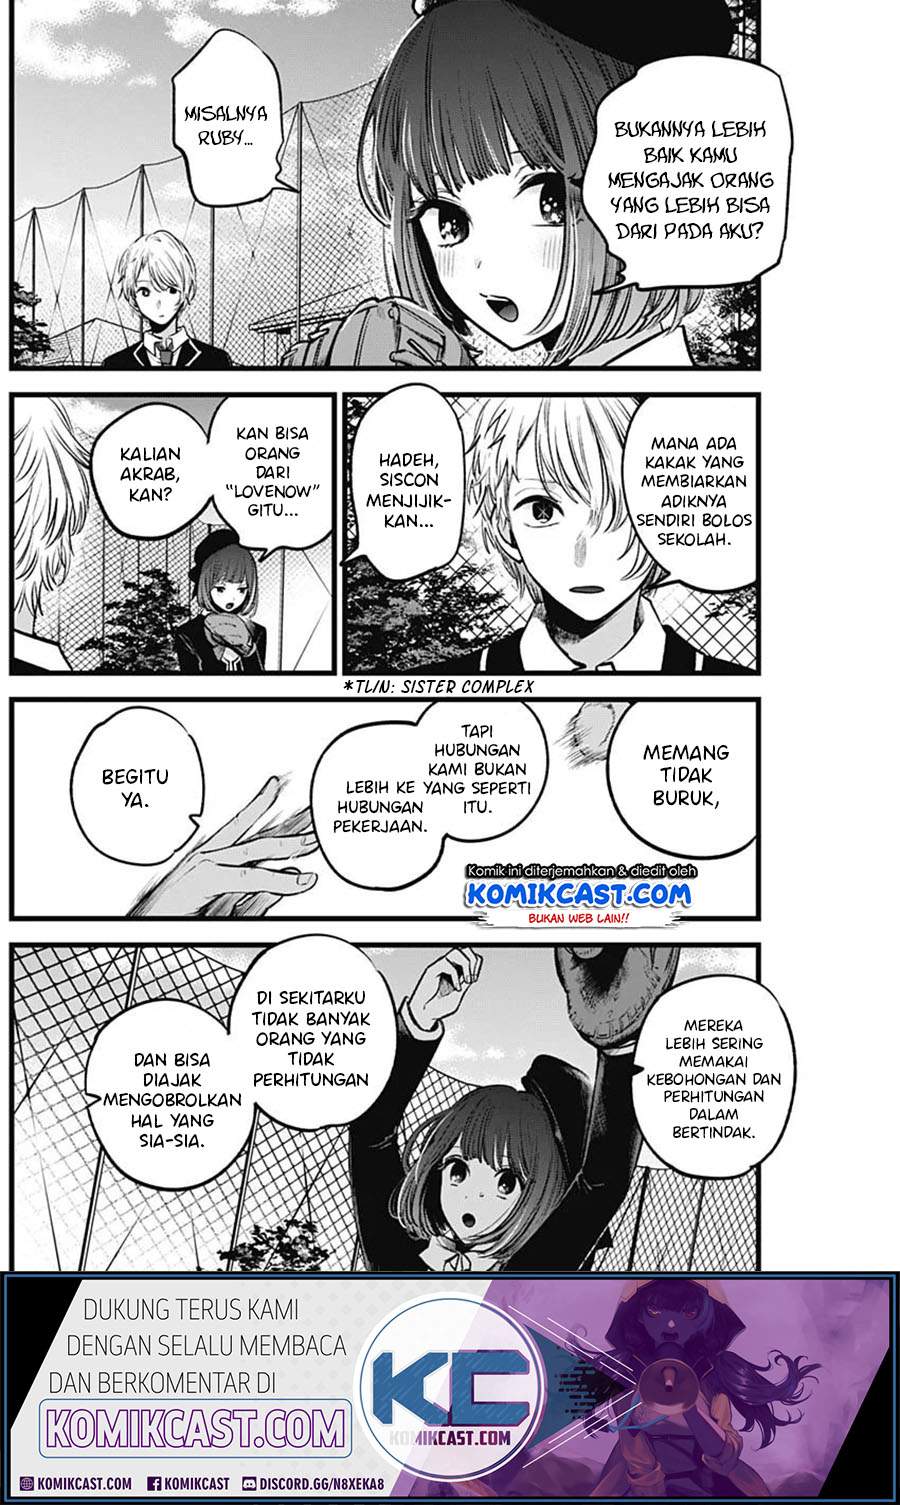 BUKANNYA LEBIH
BAIK KAMU
MENGAJAK ORANG
YANG LEBIH BISA
DARI PADA AKU?
MISALNYA
RUBY...
MANA ADA
KAKAK YANG
MEMBIARKAN
ADIKNYA
SENDIRI BOLOS
SEKOLAH.
HADEH,
SISCON
MENJIJIK-
KAN...
KAN BISA
ORANG
DARI
"LOVENOW"
GITU...
KALIAN
AKRAB,
KAN?
*TL/N: SISTER COMPLEX
MEMANG
TIDAK
BURUK,
TAPI
HUBUNGAN
KAMI BUKAN
YANG SEPERTI
ITU.
LEBIH KE
HUBUNGAN
PEKERJAAN.
BEGITU
YA.
Komik ini diterjemahkan & diedit oleh
KOMIKCAST.COM
BUKAN WEB LAIN!!
MEREKA
LEBIH SERING
MEMAKAI
KEBOHONGAN DAN
PERHITUNGAN
DALAM
BERTINDAK.
DI SEKITARKU
TIDAK BANYAK
ORANG YANG
TIDAK
PERHITUNGAN
DAN BISA
DIAJAK
MENGOBROLKAN
HAL YANG
SIA-SIA.
DUKUNG TERUS KAMI
DENGAN SELALU MEMBACA
DAN BERKOMENTAR DI
KOMIKCAST.COM
KOMIKCAST.COM
KOMIKCAST
DISCORD.GG/N8XEKA8
KC
KOMIKCAST.COM